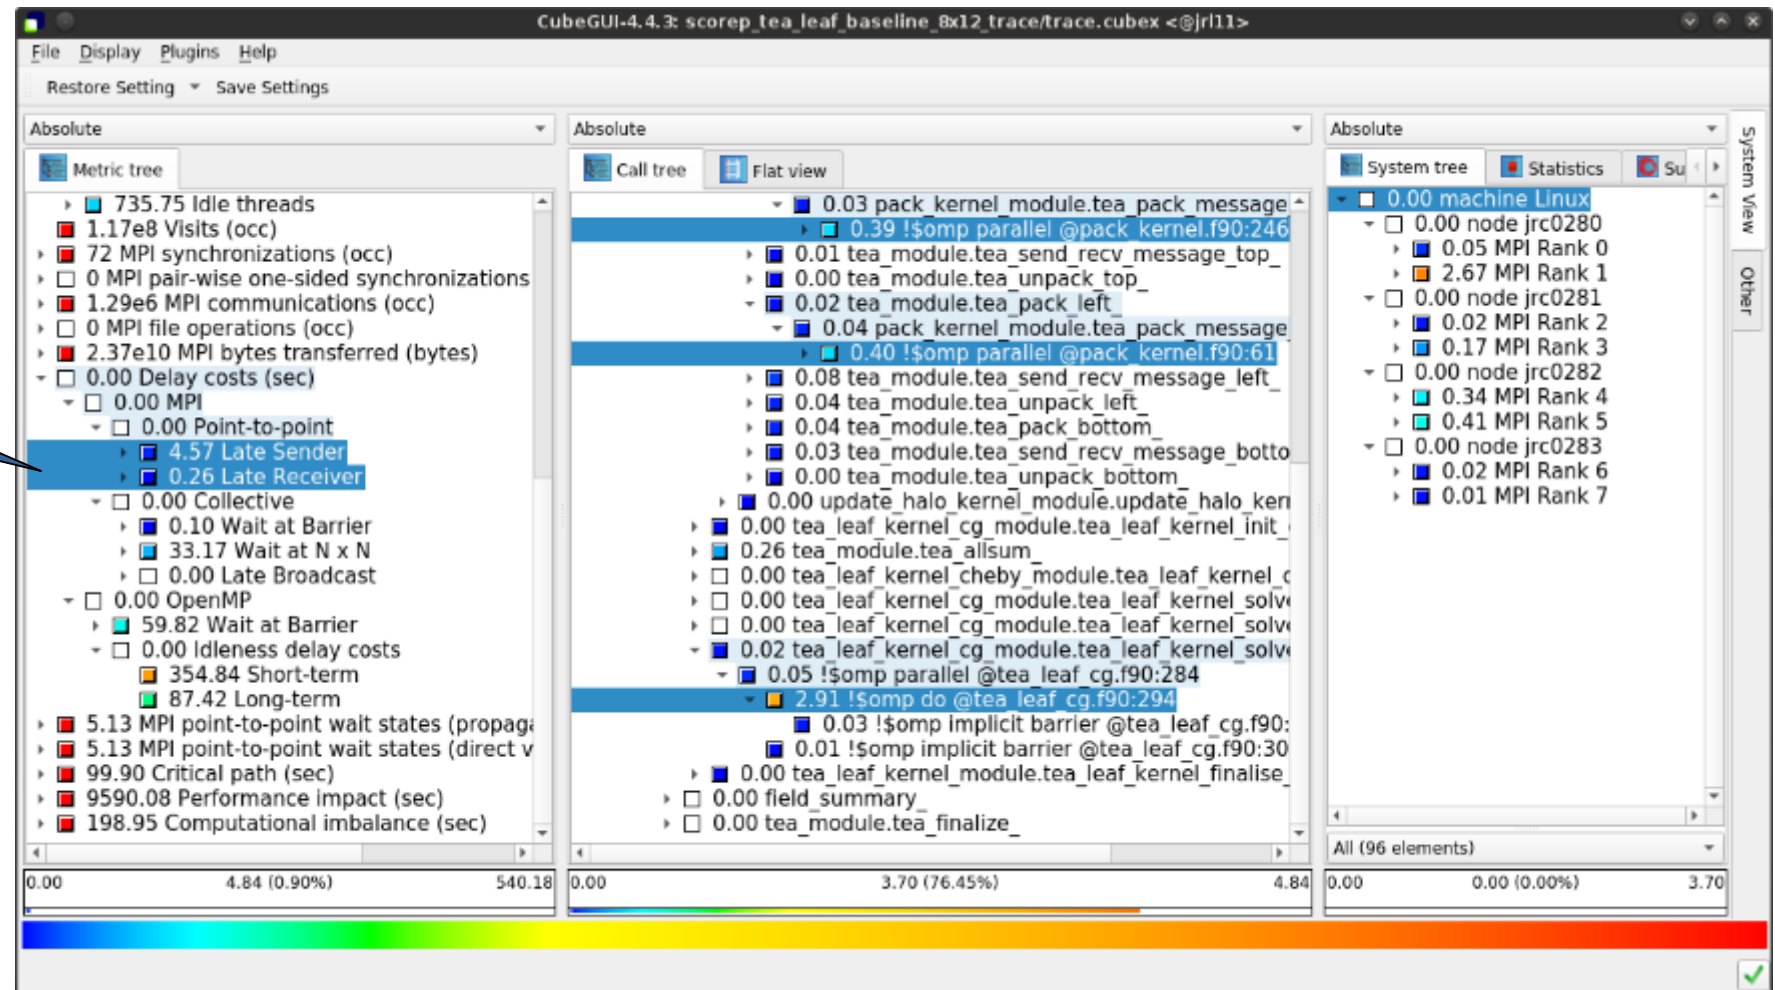 CubeGUI-4.4.3: scorep_tea_leaf_baseline_8x12_trace/trace.cubex <@jrl11>
File Display Plugins Help
Restore Setting Save Settings
Absolute
Metric tree
735.75 Idle threads
1.17e8 Visits (occ)
72 MPI synchronizations (occ)
0 MPI pair-wise one-sided synchronizations
1.29e6 MPI communications (occ)
0 MPI file operations (occ)
2.37e10 MPI bytes transferred (bytes)
0.00 Delay costs (sec)
0.00 MPI
0.00 Point-to-point
4.57 Late Sender
0.26 Late Receiver
0.00 Collective
0.10 Wait at Barrier
33.17 Wait at N x N
0.00 Late Broadcast
0.00 OpenMP
59.82 Wait at Barrier
0.00 Idleness delay costs
354.84 Short-term
87.42 Long-term
5.13 MPI point-to-point wait states (propaga
5.13 MPI point-to-point wait states (direct v
99.90 Critical path (sec)
9590.08 Performance impact (sec)
198.95 Computational imbalance (sec)
0.00 4.84 (0.90%) 540.18
Absolute
Call tree Flat view
0.03 pack_kernel_module.tea_pack_message
0.39 !$omp parallel @pack_kernel.f90:246
0.01 tea_module.tea_send_recv_message_top_
0.00 tea_module.tea_unpack_top_
0.02 tea_module.tea_pack_left_
0.04 pack_kernel_module.tea_pack_message
0.40 !$omp parallel @pack_kernel.f90:61
0.08 tea_module.tea_send_recv_message_left_
0.04 tea_module.tea_unpack_left_
0.04 tea_module.tea_pack_bottom_
0.03 tea_module.tea_send_recv_message_botto
0.00 tea_module.tea_unpack_bottom_
0.00 update_halo_kernel_module.update_halo_kern
0.00 tea_leaf_kernel_cg_module.tea_leaf_kernel_init_
0.26 tea_module.tea_allsum_
0.00 tea_leaf_kernel_cheby_module.tea_leaf_kernel_c
0.00 tea_leaf_kernel_cg_module.tea_leaf_kernel_solv
0.00 tea_leaf_kernel_cg_module.tea_leaf_kernel_solv
0.02 tea_leaf_kernel_cg_module.tea_leaf_kernel_solv
0.05 !$omp parallel @tea_leaf_cg.f90:284
2.91 !$omp do @tea_leaf_cg.f90:294
0.03 !$omp implicit barrier @tea_leaf_cg.f90:
0.01 !$omp implicit barrier @tea_leaf_cg.f90:30
0.00 tea_leaf_kernel_module.tea_leaf_kernel_finalise_
0.00 field_summary_
0.00 tea_module.tea_finalize_
0.00 3.70 (76.45%) 4.84
Absolute
System tree Statistics Su
0.00 machine Linux
0.00 node jrc0280
0.05 MPI Rank 0
2.67 MPI Rank 1
0.00 node jrc0281
0.02 MPI Rank 2
0.17 MPI Rank 3
0.00 node jrc0282
0.34 MPI Rank 4
0.41 MPI Rank 5
0.00 node jrc0283
0.02 MPI Rank 6
0.01 MPI Rank 7
All (96 elements)
0.00 0.00 (0.00%) 3.70
System View
Other